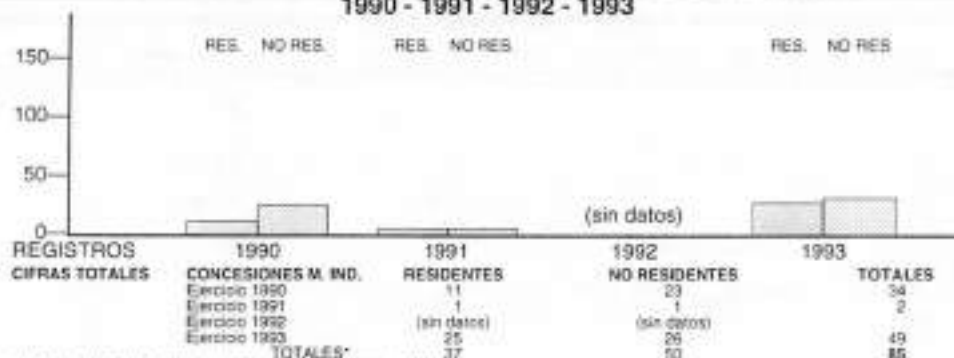 1990 - 1991 - 1992 - 1993
RES. NO RES. RES. NO RES. RES. NO RES
150
100
50
(sin datos)
0
REGISTROS 1990 1991 1992 1993
CIFRAS TOTALES CONCESIONES M. IND. RESIDENTES NO RESIDENTES TOTALES
Ejercicio 1990 11 23 34
Ejercicio 1991 1 1 2
Ejercicio 1992 (sin datos) (sin datos)
Ejercicio 1993 25 26 49
TOTALES* 37 50 85